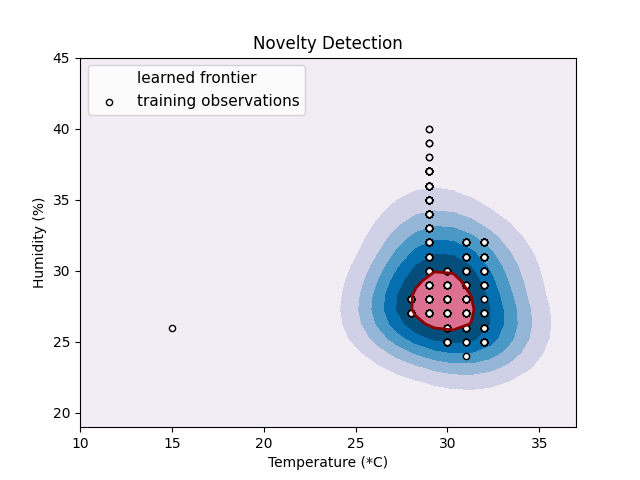 Novelty Detection
learned frontier
training observations
Humidity (%)
45
40
35
30
25
20
10
15
20
25
30
35
Temperature (*C)